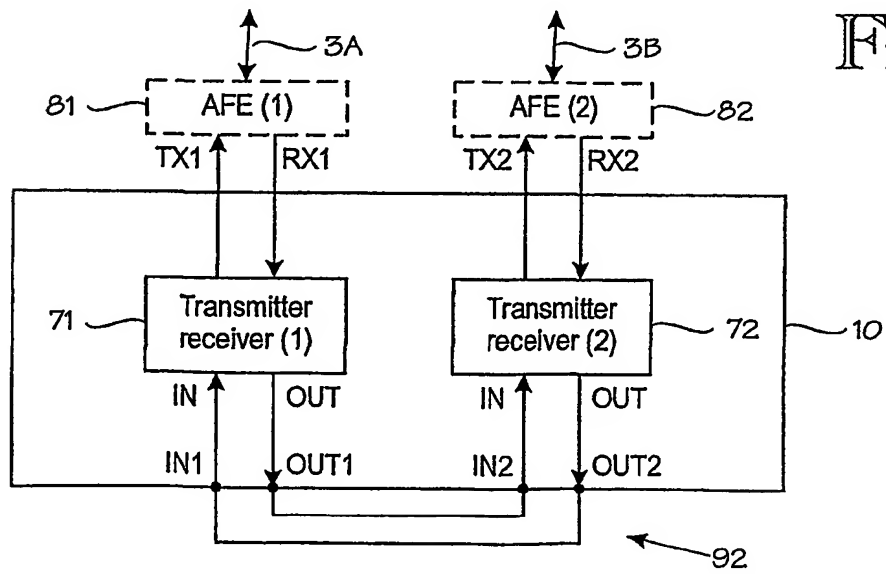 3A 3B F
81 AFE (1) AFE (2) 82
TX1 RX1 TX2 RX2
71 Transmitter receiver (1) Transmitter receiver (2) 72 10
IN OUT IN OUT
IN1 OUT1 IN2 OUT2
92